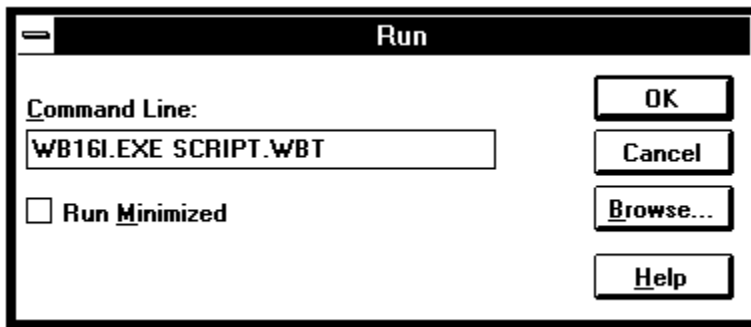 Run
Command Line:
WB16I.EXE SCRIPT.WBT
Run Minimized
OK
Cancel
Browse...
Help